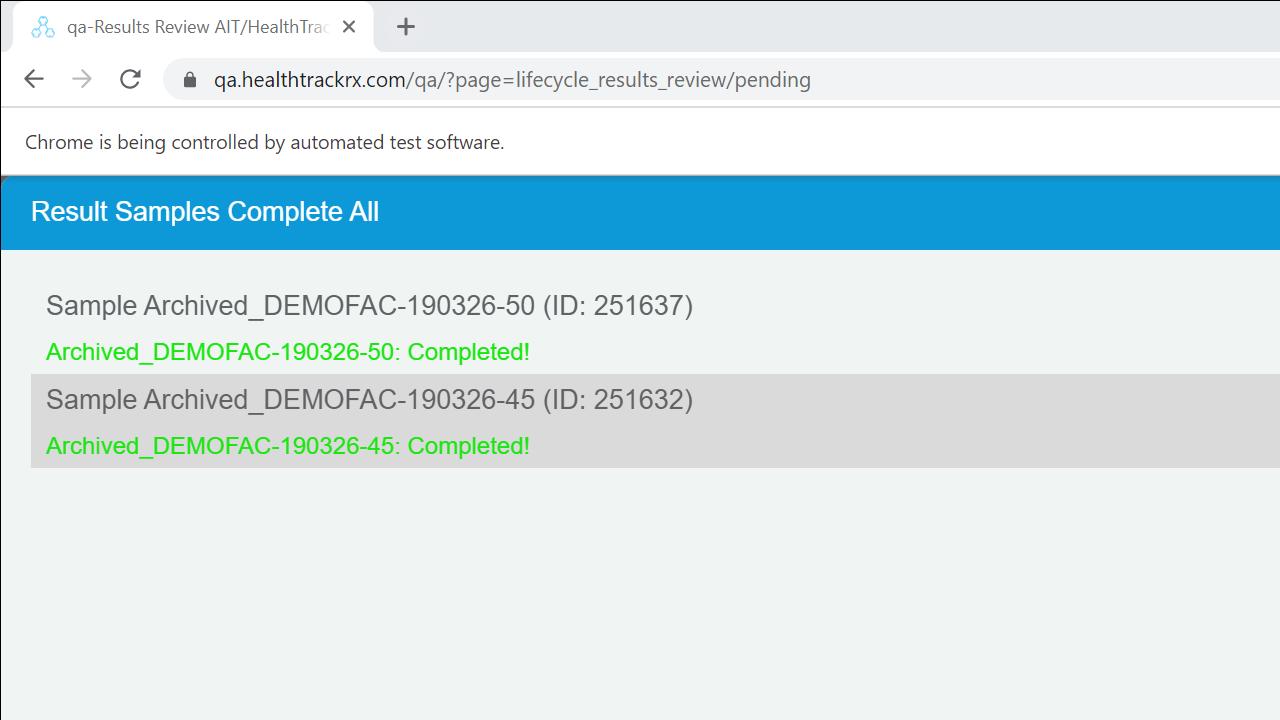 qa-Results Review AIT/HealthTrac
qa.healthtrackrx.com/qa/?page=lifecycle_results_review/pending
Chrome is being controlled by automated test software.
Result Samples Complete All
Sample Archived_DEMOFAC-190326-50 (ID: 251637)
Archived_DEMOFAC-190326-50: Completed!
Sample Archived_DEMOFAC-190326-45 (ID: 251632)
Archived_DEMOFAC-190326-45: Completed!